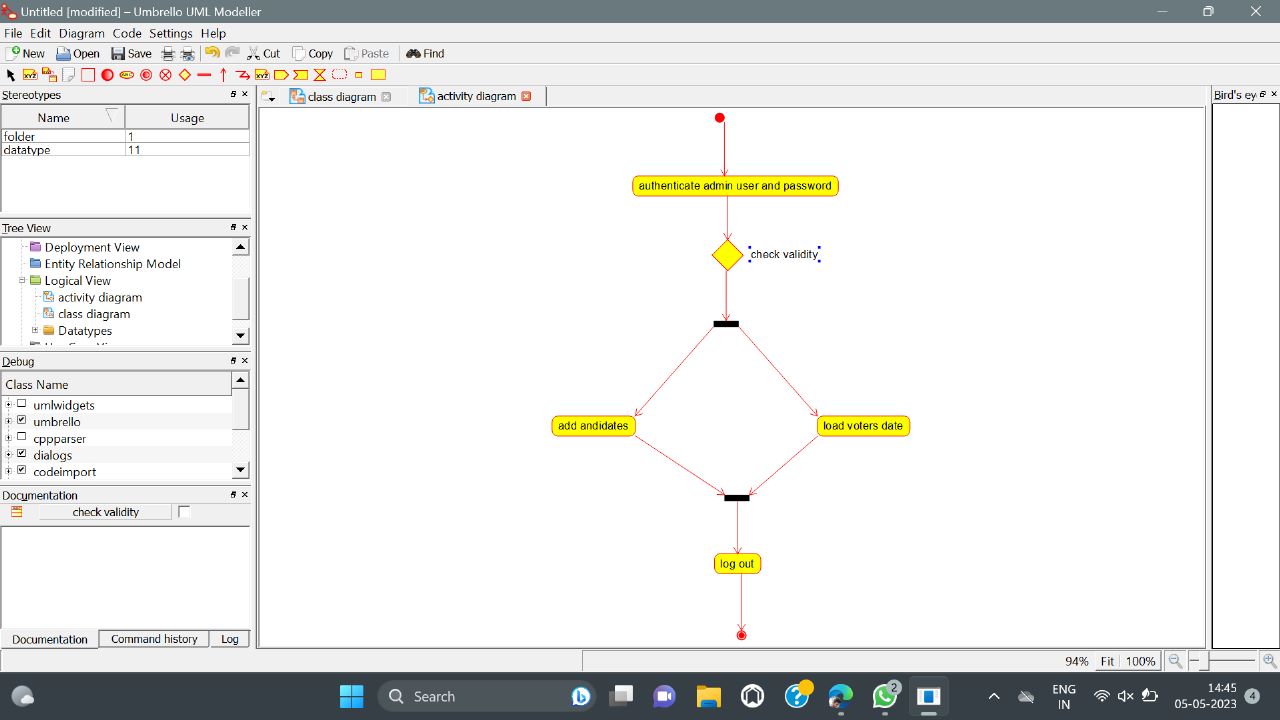 Untitled [modified] – Umbrello UML Modeller
File Edit Diagram Code Settings Help
New Open Save Cut Copy Paste Find
Stereotypes
Name Usage
folder 1
datatype 11
Tree View
Deployment View
Entity Relationship Model
Logical View
activity diagram
class diagram
Datatypes
Debug
Class Name
umlwidgets
umbrello
cppparser
dialogs
codeimport
Documentation
check validity
Documentation Command history Log
class diagram activity diagram
authenticate admin user and password
check validity
add andidates load voters date
log out
Bird's ey
94% Fit 100%
Search
2
ENG
IN
14:45
05-05-2023
4